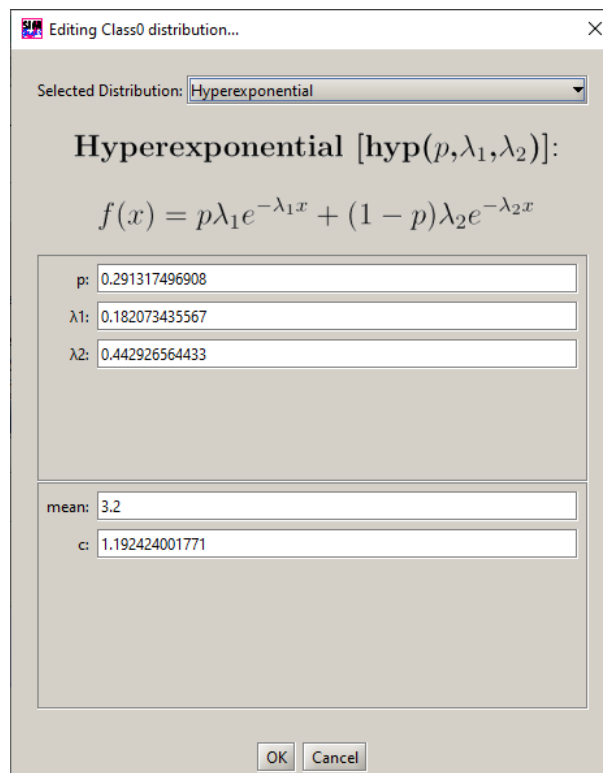 Editing Class0 distribution...
Selected Distribution: Hyperexponential
Hyperexponential [hyp(p,λ₁,λ₂)]:
f(x) = pλ₁e^{-λ₁x} + (1 − p)λ₂e^{-λ₂x}
p: 0.291317496908
λ1: 0.182073435567
λ2: 0.442926564433
mean: 3.2
c: 1.192424001771
OK Cancel